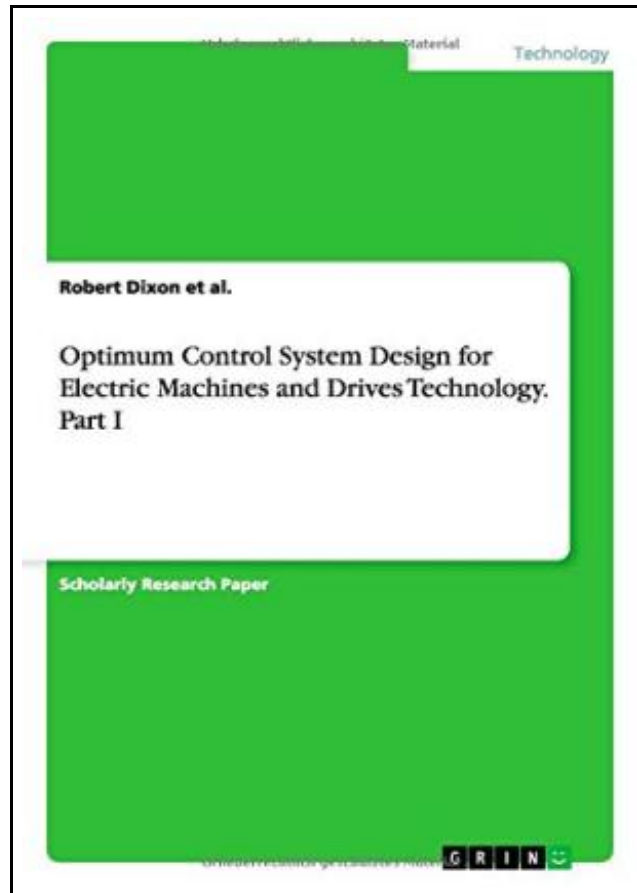 Material
Technology
Robert Dixon et al.
Optimum Control System Design for
Electric Machines and Drives Technology.
Part I
Scholarly Research Paper
GRIN